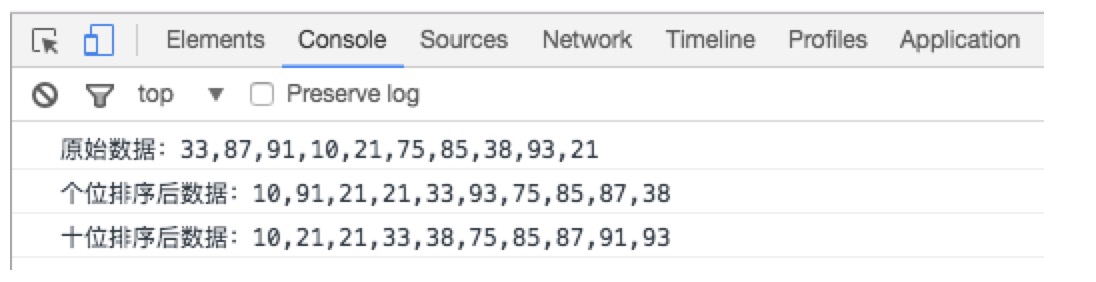 Elements Console Sources Network Timeline Profiles Application
top Preserve log
原始数据：33,87,91,10,21,75,85,38,93,21
个位排序后数据：10,91,21,21,33,93,75,85,87,38
十位排序后数据：10,21,21,33,38,75,85,87,91,93